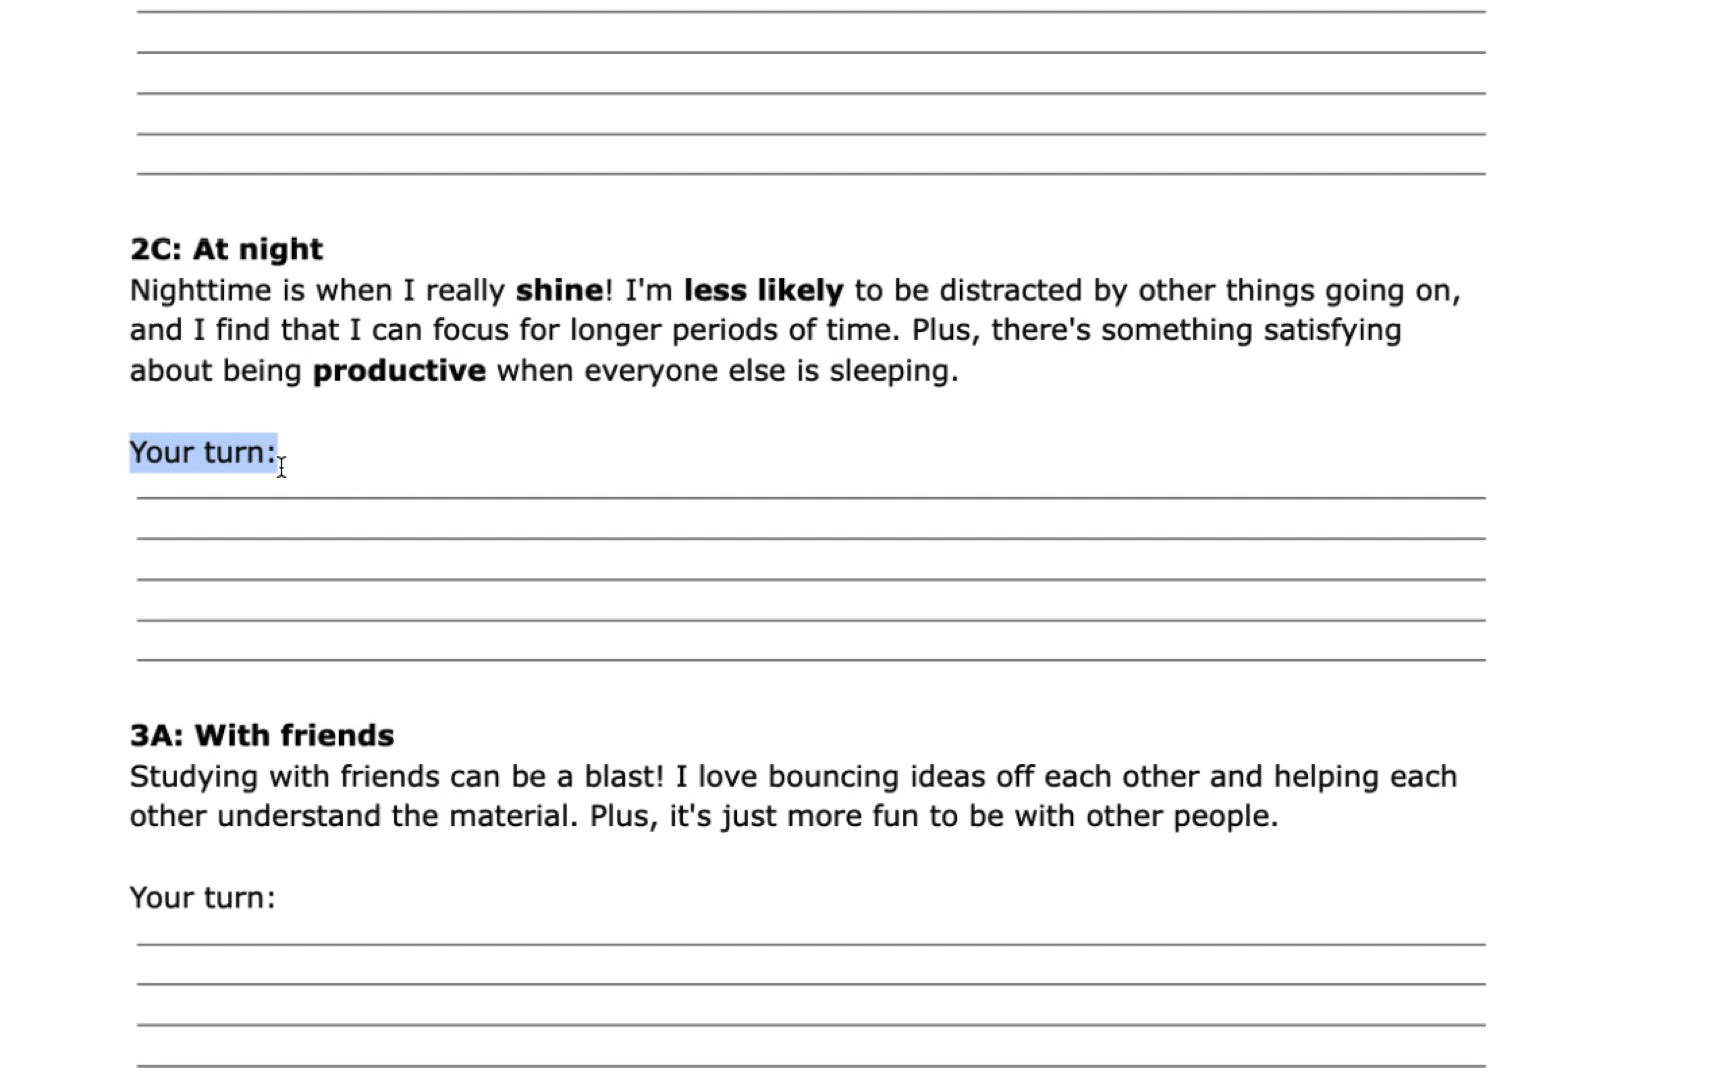 2C: At night
Nighttime is when I really shine! I'm less likely to be distracted by other things going on,
and I find that I can focus for longer periods of time. Plus, there's something satisfying
about being productive when everyone else is sleeping.
Your turn:
3A: With friends
Studying with friends can be a blast! I love bouncing ideas off each other and helping each
other understand the material. Plus, it's just more fun to be with other people.
Your turn: